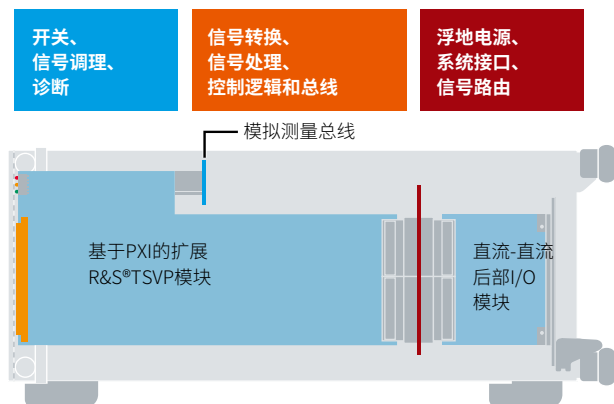 开关、
信号调理、
诊断
信号转换、
信号处理、
控制逻辑和总线
浮地电源、
系统接口、
信号路由
模拟测量总线
基于PXI的扩展
R&S®TSVP模块
直流-直流
后部I/O
模块